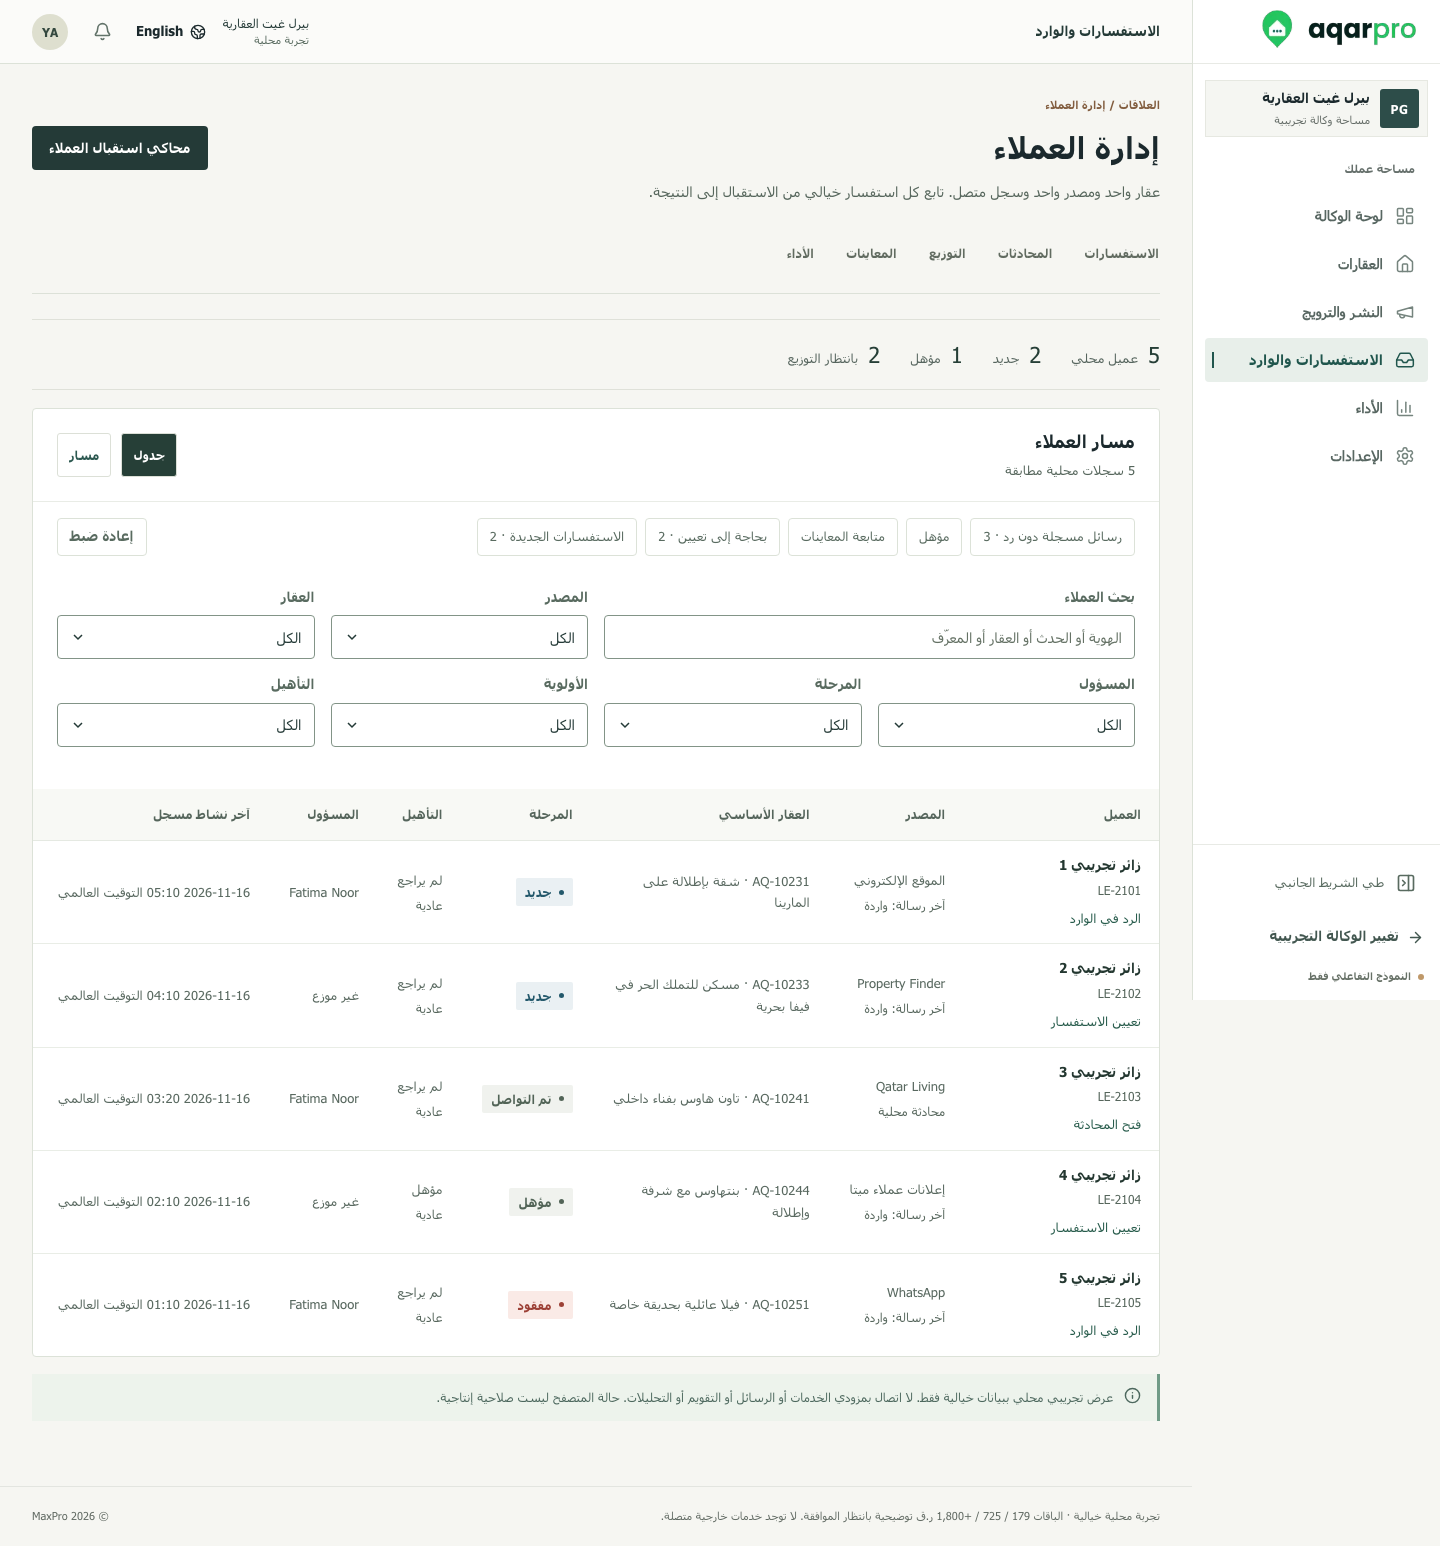 aqarpro
PG
بيرل غيت العقارية
مساحة وكالة تجريبية
مساحة عملك
لوحة الوكالة
العقارات
النشر والترويج
الاستفسارات والوارد
الأداء
الإعدادات
طي الشريط الجانبي
تغيير الوكالة التجريبية
النموذج التفاعلي فقط
الاستفسارات والوارد
بيرل غيت العقارية
تجربة محلية
English
YA
العلاقات / إدارة العملاء
إدارة العملاء
عقار واحد ومصدر واحد وسجل متصل. تابع كل استفسار خيالي من الاستقبال إلى النتيجة.
محاكي استقبال العملاء
الاستفسارات المحادثات التوزيع المعاينات الأداء
5 عميل محلي 2 جديد 1 مؤهل 2 بانتظار التوزيع
مسار العملاء
5 سجلات محلية مطابقة
جدول مسار
رسائل مسجلة دون رد · 3 مؤهل متابعة المعاينات بحاجة إلى تعيين · 2 الاستفسارات الجديدة · 2 إعادة ضبط
بحث العملاء المصدر العقار
الهوية أو الحدث أو العقار أو المعرّف الكل الكل
المسؤول المرحلة الأولوية التأهيل
الكل الكل الكل الكل
العميل المصدر العقار الأساسي المرحلة التأهيل المسؤول آخر نشاط مسجل
زائر تجريبي 1
LE-2101
الرد في الوارد
الموقع الإلكتروني
آخر رسالة: واردة
AQ-10231 · شقة بإطلالة على
المارينا
جديد
لم يراجع
عادية
Fatima Noor
2026-11-16 05:10 التوقيت العالمي
زائر تجريبي 2
LE-2102
تعيين الاستفسار
Property Finder
آخر رسالة: واردة
AQ-10233 · مسكن للتملك الحر في
فيفا بحرية
جديد
لم يراجع
عادية
غير موزع
2026-11-16 04:10 التوقيت العالمي
زائر تجريبي 3
LE-2103
فتح المحادثة
Qatar Living
محادثة محلية
AQ-10241 · تاون هاوس بفناء داخلي
تم التواصل
لم يراجع
عادية
Fatima Noor
2026-11-16 03:20 التوقيت العالمي
زائر تجريبي 4
LE-2104
تعيين الاستفسار
إعلانات عملاء ميتا
آخر رسالة: واردة
AQ-10244 · بنتهاوس مع شرفة
وإطلالة
مؤهل
مؤهل
عادية
غير موزع
2026-11-16 02:10 التوقيت العالمي
زائر تجريبي 5
LE-2105
الرد في الوارد
WhatsApp
آخر رسالة: واردة
AQ-10251 · فيلا عائلية بحديقة خاصة
مفقود
لم يراجع
عادية
Fatima Noor
2026-11-16 01:10 التوقيت العالمي
عرض تجريبي محلي ببيانات خيالية فقط. لا اتصال بمزودي الخدمات أو الرسائل أو التقويم أو التحليلات. حالة المتصفح ليست صلاحية إنتاجية.
تجربة محلية خيالية · الباقات 179 / 725 / +1,800 ر.ق توضيحية بانتظار الموافقة. لا توجد خدمات خارجية متصلة.
© 2026 MaxPro